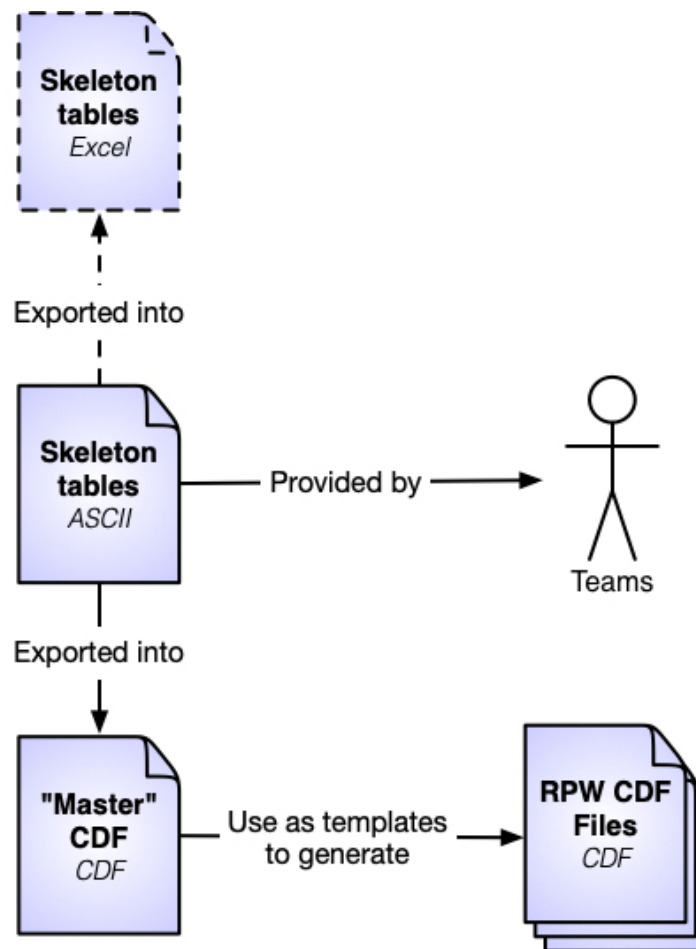 Skeleton
tables
Excel
Exported into
Skeleton
tables
ASCII
Provided by
Teams
Exported into
"Master"
CDF
CDF
Use as templates
to generate
RPW CDF
Files
CDF